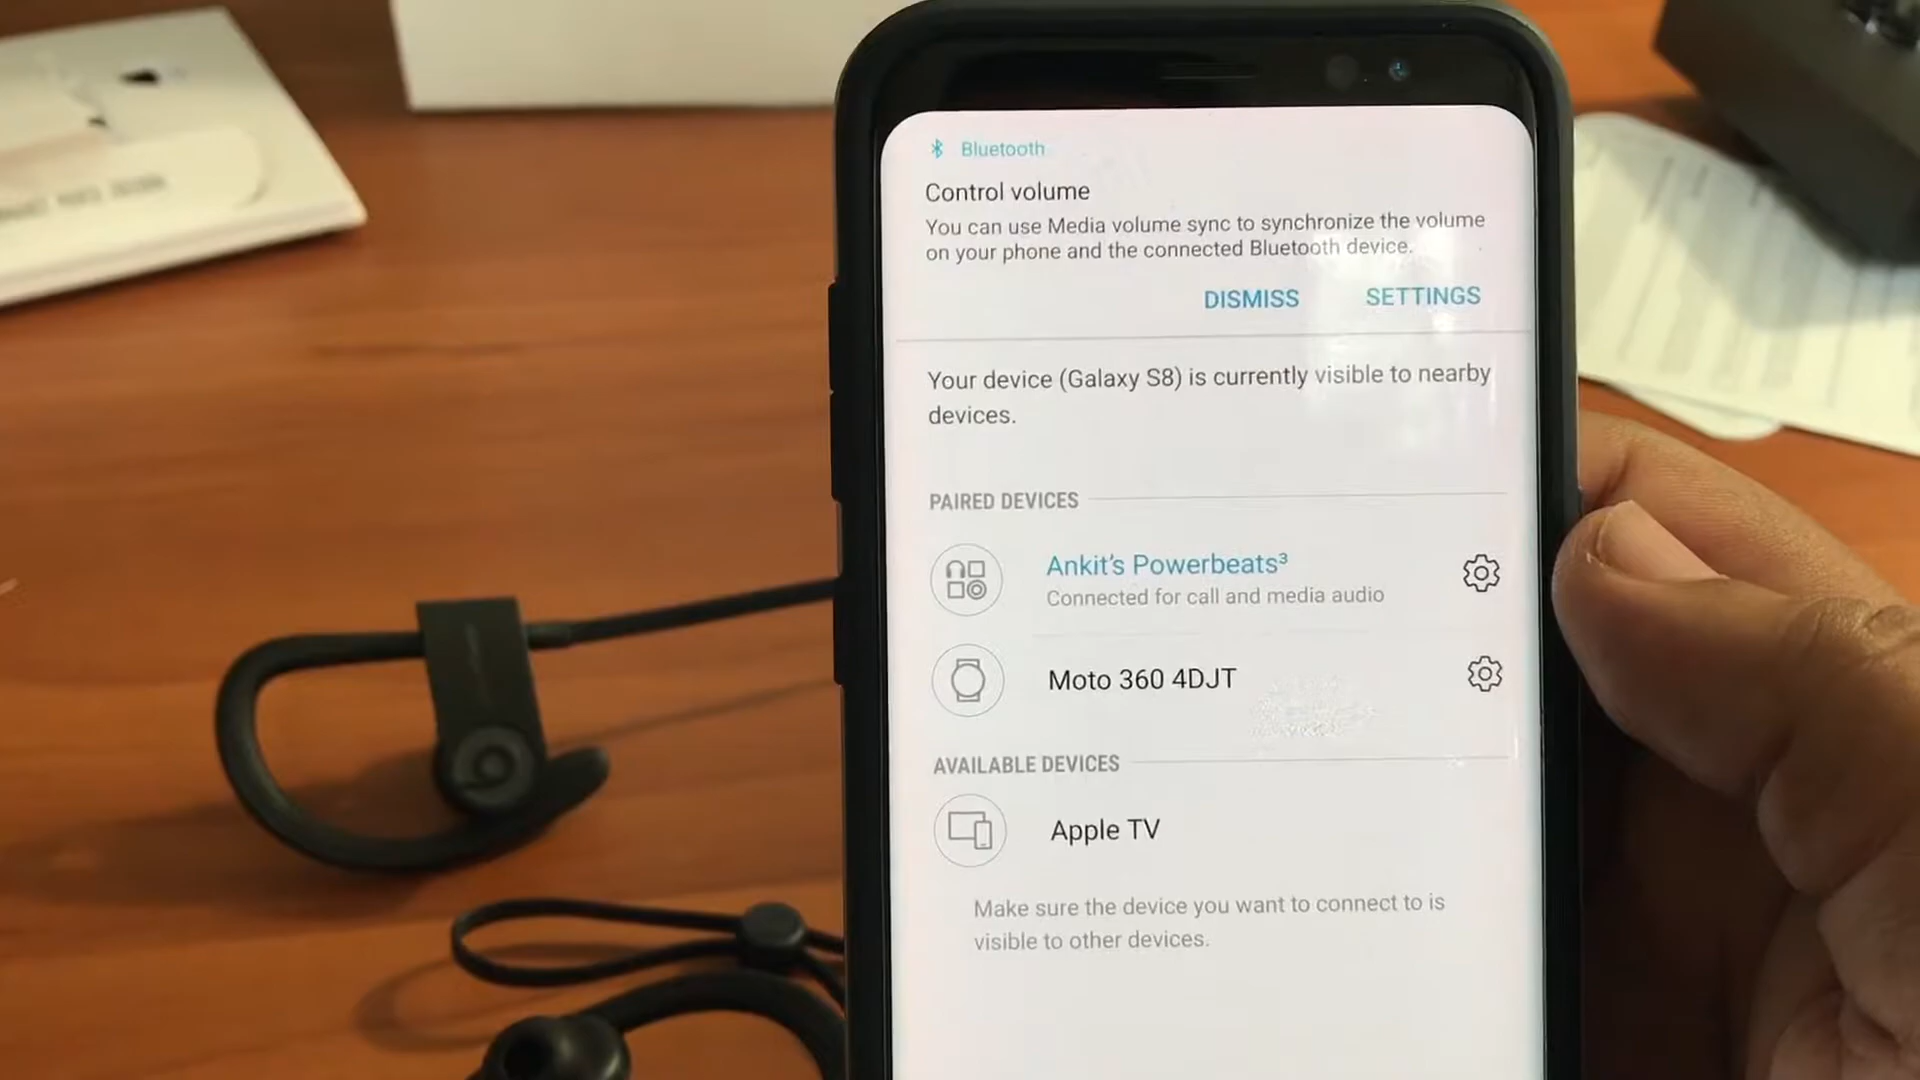 Bluetooth
Control volume
You can use Media volume sync to synchronize the volume
on your phone and the connected Bluetooth device.
DISMISS
SETTINGS
Your device (Galaxy S8) is currently visible to nearby
devices.
PAIRED DEVICES
Ankit's Powerbeats³
Connected for call and media audio
Moto 360 4DJT
AVAILABLE DEVICES
Apple TV
Make sure the device you want to connect to is
visible to other devices.